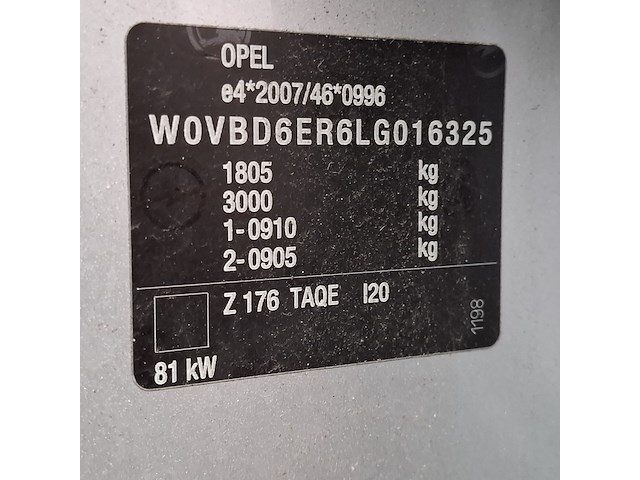 OPEL
e4*2007/46*0996
W0VBD6ER6LG016325
1805 kg
3000 kg
1-0910 kg
2-0905 kg
Z 176 TAQE I20
1198
81 kW